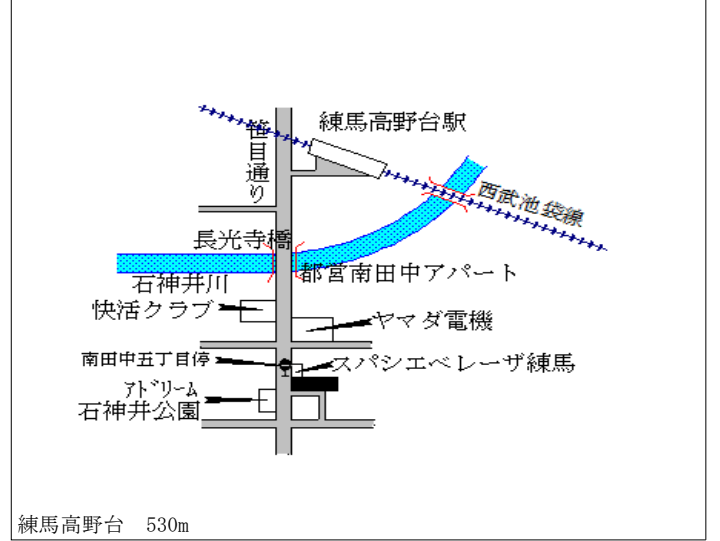 練馬高野台駅
笹目通り
西武池袋線
長光寺橋
都営南田中アパート
石神井川
快活クラブ
ヤマダ電機
南田中五丁目停
スパシエベレーザ練馬
アドリーム
石神井公園
練馬高野台 530m